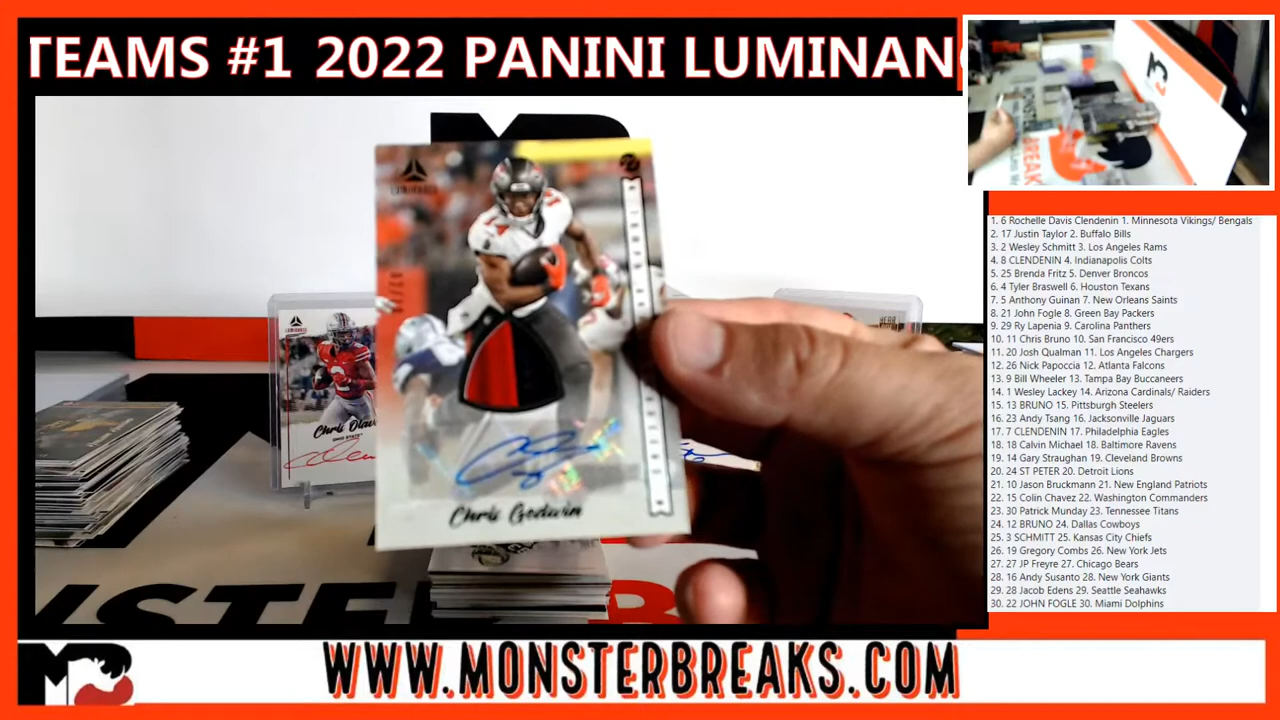 TEAMS #1 2022 PANINI LUMINAN
LUMINANCE
Chris Godwin
LUMINANCE
Chris Olave
OHIO STATE
YEAR
MONSTER BREAK
1. 6 Rochelle Davis Clendenin 1. Minnesota Vikings/ Bengals
2. 17 Justin Taylor 2. Buffalo Bills
3. 2 Wesley Schmitt 3. Los Angeles Rams
4. 8 CLENDENIN 4. Indianapolis Colts
5. 25 Brenda Fritz 5. Denver Broncos
6. 4 Tyler Braswell 6. Houston Texans
7. 5 Anthony Guinan 7. New Orleans Saints
8. 21 John Fogle 8. Green Bay Packers
9. 29 Ry Lapenia 9. Carolina Panthers
10. 11 Chris Bruno 10. San Francisco 49ers
11. 20 Josh Qualman 11. Los Angeles Chargers
12. 26 Nick Papoccia 12. Atlanta Falcons
13. 9 Bill Wheeler 13. Tampa Bay Buccaneers
14. 1 Wesley Lackey 14. Arizona Cardinals/ Raiders
15. 13 BRUNO 15. Pittsburgh Steelers
16. 23 Andy Tsang 16. Jacksonville Jaguars
17. 7 CLENDENIN 17. Philadelphia Eagles
18. 18 Calvin Michael 18. Baltimore Ravens
19. 14 Gary Straughan 19. Cleveland Browns
20. 24 ST PETER 20. Detroit Lions
21. 10 Jason Bruckmann 21. New England Patriots
22. 15 Colin Chavez 22. Washington Commanders
23. 30 Patrick Munday 23. Tennessee Titans
24. 12 BRUNO 24. Dallas Cowboys
25. 3 SCHMITT 25. Kansas City Chiefs
26. 19 Gregory Combs 26. New York Jets
27. 27 JP Freyre 27. Chicago Bears
28. 16 Andy Susanto 28. New York Giants
29. 28 Jacob Edens 29. Seattle Seahawks
30. 22 JOHN FOGLE 30. Miami Dolphins
WWW.MONSTERBREAKS.COM